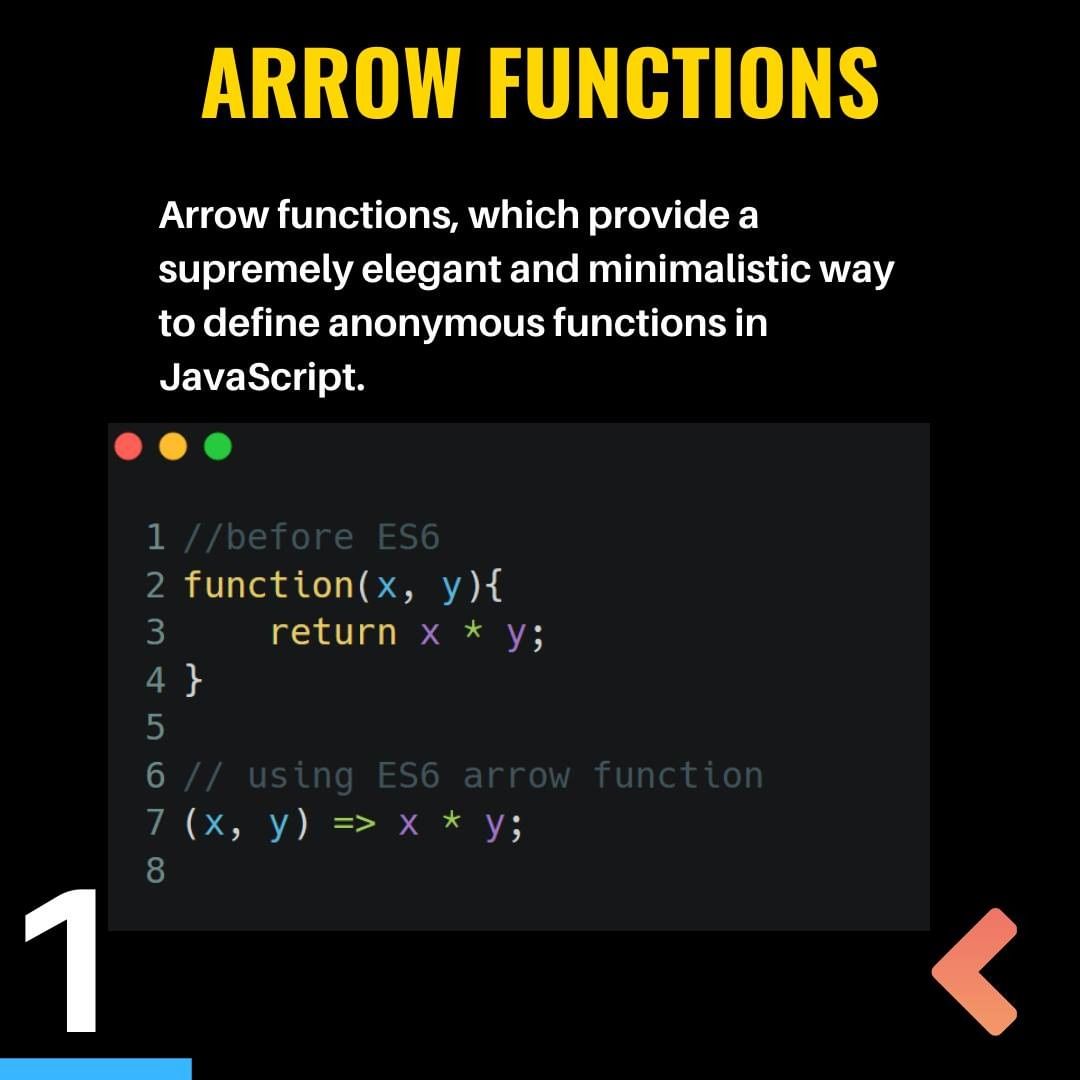 ARROW FUNCTIONS
Arrow functions, which provide a
supremely elegant and minimalistic way
to define anonymous functions in
JavaScript.
1 //before ES6
2 function(x, y){
3     return x * y;
4 }
5
6 // using ES6 arrow function
7 (x, y) => x * y;
8
1